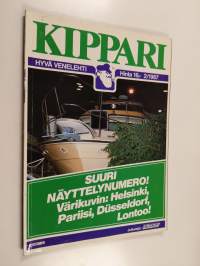 KIPPARI
HYVÄ VENELEHTI
Hinta 16,- 2/1987
SUURI
NÄYTTELYNUMERO!
Värikuvin: Helsinki,
Pariisi, Düsseldorf,
Lontoo!